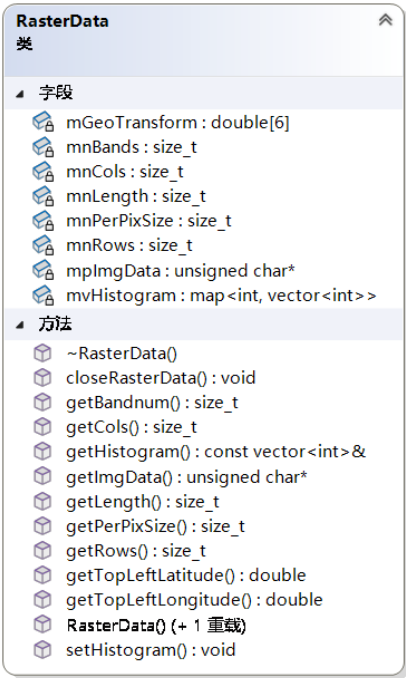 RasterData
类
字段
mGeoTransform : double[6]
mnBands : size_t
mnCols : size_t
mnLength : size_t
mnPerPixSize : size_t
mnRows : size_t
mpImgData : unsigned char*
mvHistogram : map<int, vector<int>>
方法
~RasterData()
closeRasterData() : void
getBandnum() : size_t
getCols() : size_t
getHistogram() : const vector<int>&
getImgData() : unsigned char*
getLength() : size_t
getPerPixSize() : size_t
getRows() : size_t
getTopLeftLatitude() : double
getTopLeftLongitude() : double
RasterData() (+ 1 重载)
setHistogram() : void